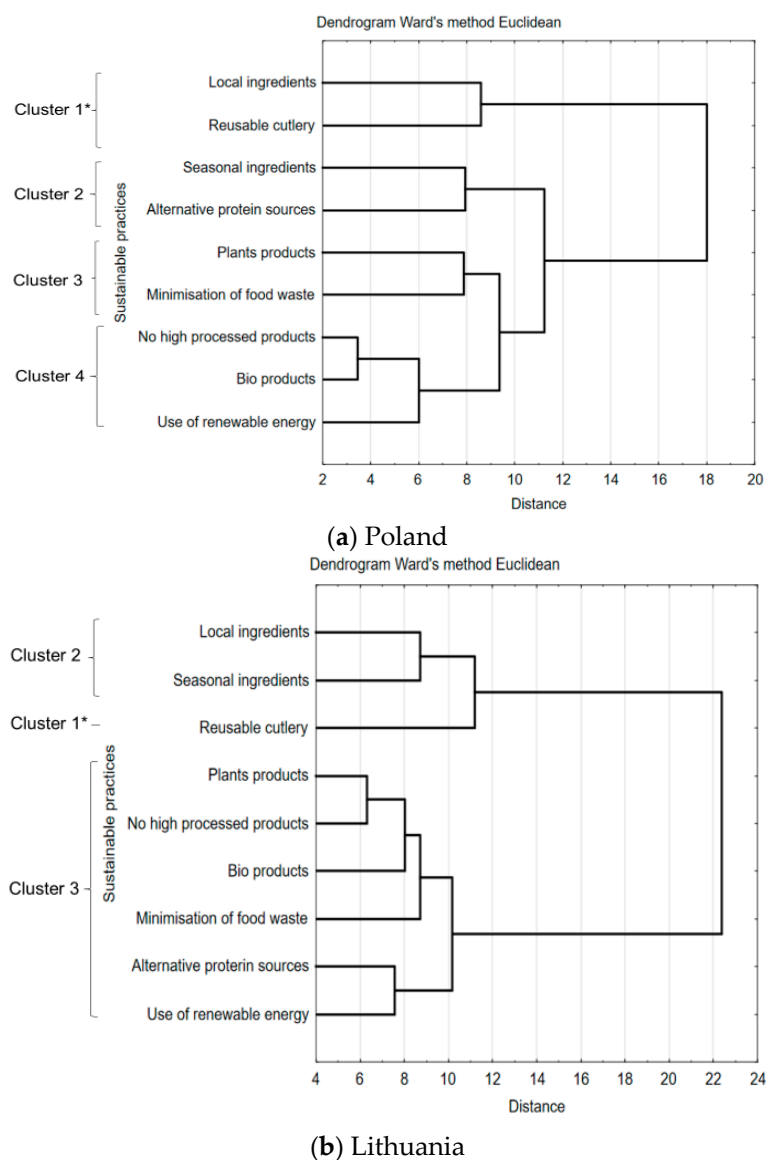 Dendrogram Ward's method Euclidean
Cluster 1*
Local ingredients
Reusable cutlery
Cluster 2
Seasonal ingredients
Alternative protein sources
Sustainable practices
Cluster 3
Plants products
Minimisation of food waste
Cluster 4
No high processed products
Bio products
Use of renewable energy
2 4 6 8 10 12 14 16 18 20
Distance
(a) Poland
Dendrogram Ward's method Euclidean
Cluster 2
Local ingredients
Seasonal ingredients
Cluster 1*
Reusable cutlery
Sustainable practices
Cluster 3
Plants products
No high processed products
Bio products
Minimisation of food waste
Alternative proterin sources
Use of renewable energy
4 6 8 10 12 14 16 18 20 22 24
Distance
(b) Lithuania